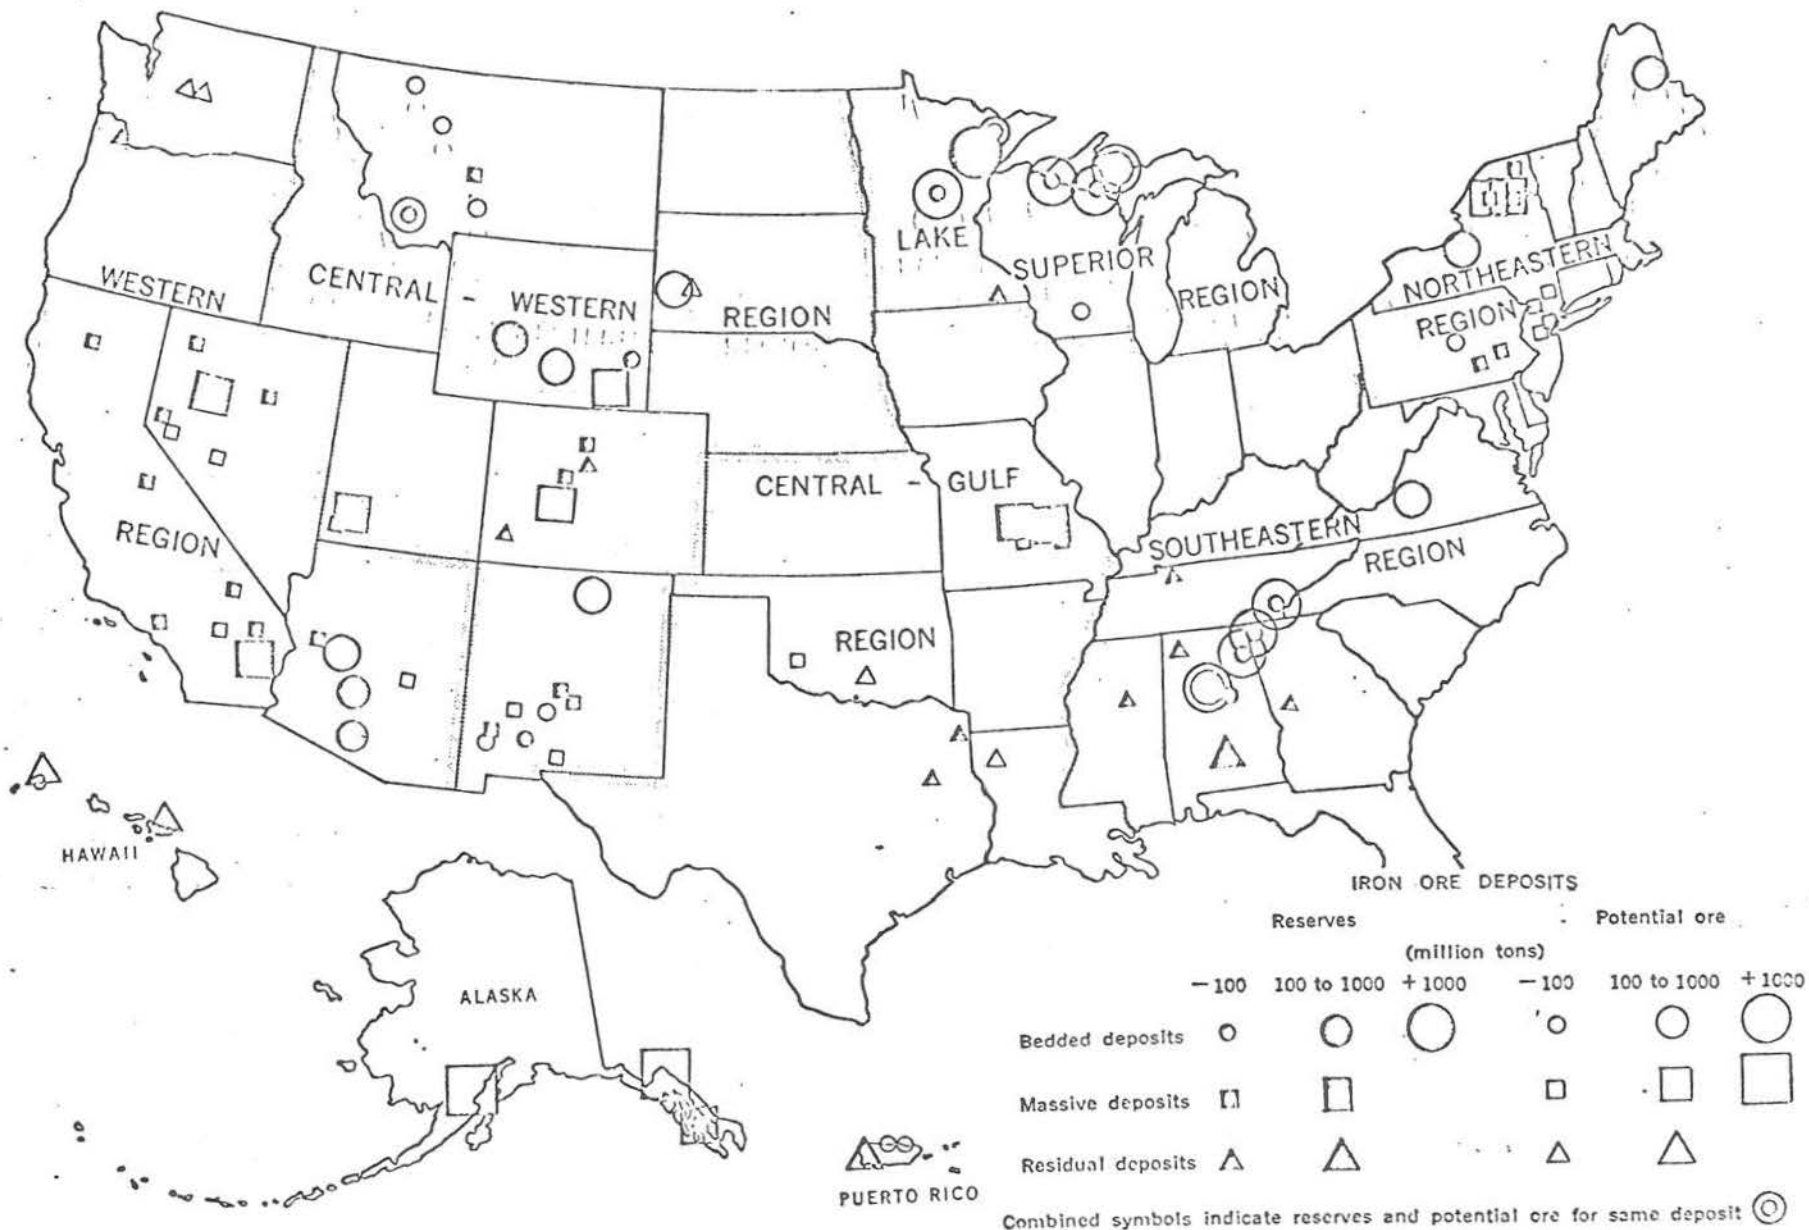 WESTERN
REGION
CENTRAL - WESTERN
REGION
LAKE
SUPERIOR
REGION
NORTHEASTERN
REGION
CENTRAL - GULF
REGION
SOUTHEASTERN
REGION
HAWAII
ALASKA
PUERTO RICO
IRON ORE DEPOSITS
Reserves Potential ore
(million tons)
-100 100 to 1000 +1000 -100 100 to 1000 +1000
Bedded deposits
Massive deposits
Residual deposits
Combined symbols indicate reserves and potential ore for same deposit